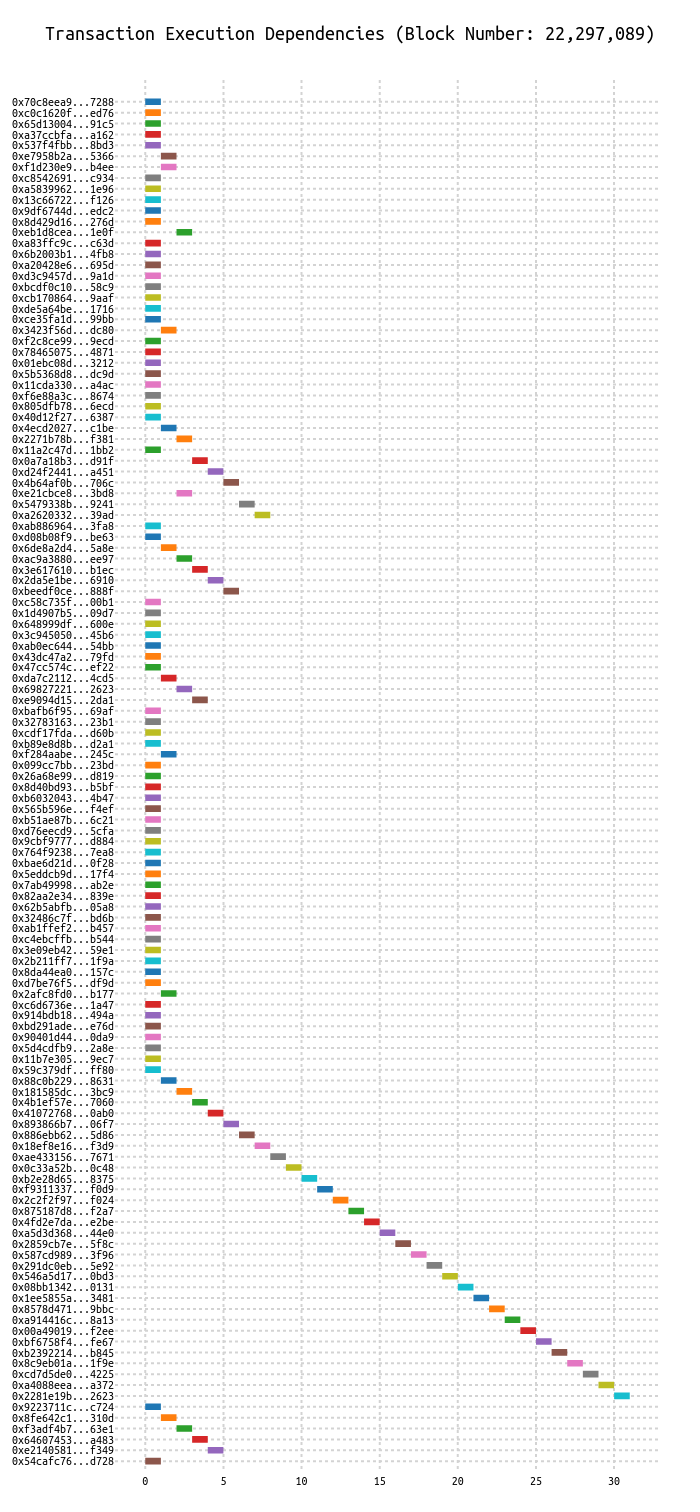 Transaction Execution Dependencies (Block Number: 22,297,089)
0x70c8eea9...7288
0xc0c1620f...ed76
0x65d13004...91c5
0xa37ccbfa...a162
0x537f4fbb...8bd3
0xe7958b2a...5366
0xf1d230e9...b4ee
0xc8542691...c934
0xa5839962...1e96
0x13c66722...f126
0x9df6744d...edc2
0x8d429d16...276d
0xeb1d8cea...1e0f
0xa83ffc9c...c63d
0x6b2003b1...4fb8
0xa20428e6...695d
0xd3c9457d...9a1d
0xbcdf0c10...58c9
0xcb170864...9aaf
0xde5a64be...1716
0xce35fa1d...99bb
0x3423f56d...dc80
0xf2c8ce99...9ecd
0x78465075...4871
0x01ebc08d...3212
0x5b5368d8...dc9d
0x11cda330...a4ac
0xf6e88a3c...8674
0x805dfb78...6ecd
0x40d12f27...6387
0x4ecd2027...c1be
0x2271b78b...f381
0x11a2c47d...1bb2
0x0a7a18b3...d91f
0xd24f2441...a451
0x4b64af0b...706c
0xe21cbce8...3bd8
0x5479338b...9241
0xa2620332...39ad
0xab886964...3fa8
0xd08b08f9...be63
0x6de8a2d4...5a8e
0xac9a3880...ee97
0x3e617610...b1ec
0x2da5e1be...6910
0xbeedf0ce...888f
0xc58c735f...00b1
0x1d4907b5...09d7
0x648999df...600e
0x3c945050...45b6
0xab0ec644...54bb
0x43dc47a2...79fd
0x47cc574c...ef22
0xda7c2112...4cd5
0x69827221...2623
0xe9094d15...2da1
0xbafb6f95...69af
0x32783163...23b1
0xcdf17fda...d60b
0xb89e8d8b...d2a1
0xf284aabe...245c
0x099cc7bb...23bd
0x26a68e99...d819
0x8d40bd93...b5bf
0xb6032043...4b47
0x565b596e...f4ef
0xb51ae87b...6c21
0xd76eecd9...5cfa
0x9cbf9777...d884
0x764f9238...7ea8
0xbae6d21d...0f28
0x5eddcb9d...17f4
0x7ab49998...ab2e
0x82aa2e34...839e
0x62b5abfb...05a8
0x32486c7f...bd6b
0xab1ffef2...b457
0xc4ebcffb...b544
0x3e09eb42...59e1
0x2b211ff7...1f9a
0x8da44ea0...157c
0xd7be76f5...df9d
0x2afc8fd0...b177
0xc6d6736e...1a47
0x914bdb18...494a
0xbd291ade...e76d
0x90401d44...0da9
0x5d4cdfb9...2a8e
0x11b7e305...9ec7
0x59c379df...ff80
0x88c0b229...8631
0x181585dc...3bc9
0x4b1ef57e...7060
0x41072768...0ab0
0x893866b7...06f7
0x886ebb62...5d86
0x18ef8e16...f3d9
0xae433156...7671
0x0c33a52b...0c48
0xb2e28d65...8375
0xf9311337...f0d9
0x2c2f2f97...f024
0x875187d8...f2a7
0x4fd2e7da...e2be
0xa5d3d368...44e0
0x2859cb7e...5f8c
0x587cd989...3f96
0x291dc0eb...5e92
0x546a5d17...0bd3
0x08bb1342...0131
0x1ee5855a...3481
0x8578d471...9bbc
0xa914416c...8a13
0x00a49019...f2ee
0xbf6758f4...fe67
0xb2392214...b845
0x8c9eb01a...1f9e
0xcd7d5de0...4225
0xa4088eea...a372
0x2281e19b...2623
0x9223711c...c724
0x8fe642c1...310d
0xf3adf4b7...63e1
0x64607453...a483
0xe2140581...f349
0x54cafc76...d728
0 5 10 15 20 25 30